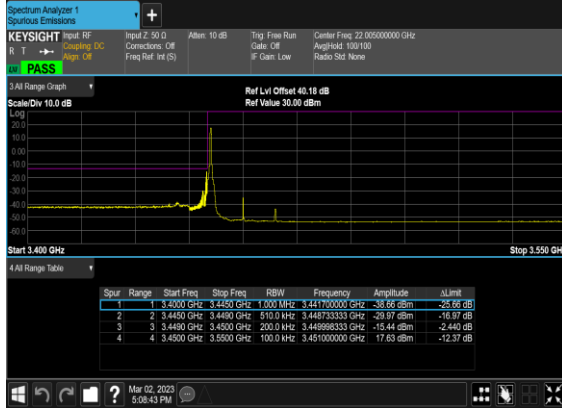 Spectrum Analyzer 1
Spurious Emissions
+
KEYSIGHT Input: RF Input Z: 50 Ω Atten: 10 dB Trig: Free Run Center Freq: 22.005000000 GHz
R T Coupling: DC Corrections: Off Gate: Off Avg|Hold: 100/100
Align: Off Freq Ref: Int (S) IF Gain: Low Radio Std: None
PASS
3 All Range Graph Ref Lvl Offset 40.18 dB
Scale/Div 10.0 dB Ref Value 30.00 dBm
Log
20.0
10.0
0.00
-10.0
-20.0
-30.0
-40.0
-50.0
-60.0
Start 3.400 GHz Stop 3.550 GH
4 All Range Table
Spur Range Start Freq Stop Freq RBW Frequency Amplitude ΔLimit
1 1 3.4000 GHz 3.4450 GHz 1.000 MHz 3.441700000 GHz -38.66 dBm -25.66 dB
2 2 3.4450 GHz 3.4490 GHz 510.0 kHz 3.448733333 GHz -29.97 dBm -16.97 dB
3 3 3.4490 GHz 3.4500 GHz 200.0 kHz 3.449998333 GHz -15.44 dBm -2.440 dB
4 4 3.4500 GHz 3.5500 GHz 100.0 kHz 3.451000000 GHz 17.63 dBm -12.37 dB
? Mar 02, 2023
5:08:43 PM